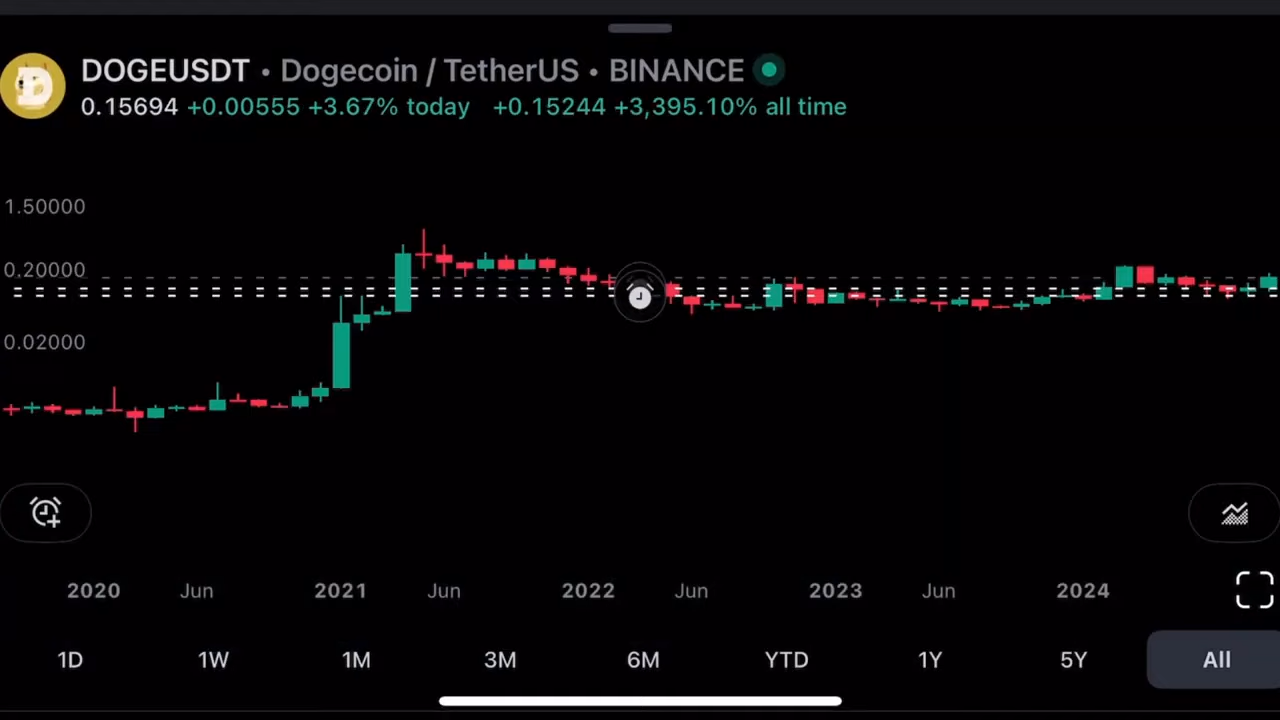 DOGEUSDT • Dogecoin / TetherUS • BINANCE
0.15694 +0.00555 +3.67% today +0.15244 +3,395.10% all time
1.50000
0.20000
0.02000
2020 Jun 2021 Jun 2022 Jun 2023 Jun 2024
1D 1W 1M 3M 6M YTD 1Y 5Y All